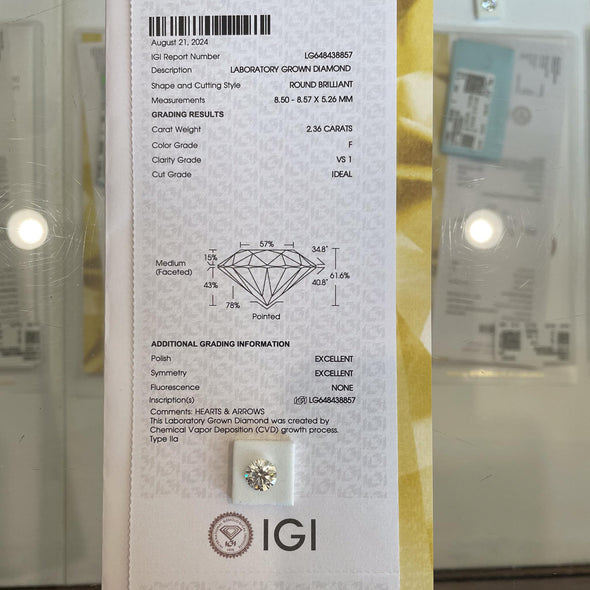 August 21, 2024
IGI Report Number LG648438857
Description LABORATORY GROWN DIAMOND
Shape and Cutting Style ROUND BRILLIANT
Measurements 8.50 - 8.57 X 5.26 MM
GRADING RESULTS
Carat Weight 2.36 CARATS
Color Grade F
Clarity Grade VS 1
Cut Grade IDEAL
57%
34.8°
15%
Medium
(Faceted)
61.6%
43%
40.8°
78%
Pointed
ADDITIONAL GRADING INFORMATION
Polish EXCELLENT
Symmetry EXCELLENT
Fluorescence NONE
Inscription(s) LG648438857
Comments: HEARTS & ARROWS
This Laboratory Grown Diamond was created by
Chemical Vapor Deposition (CVD) growth process.
Type IIa
IGI